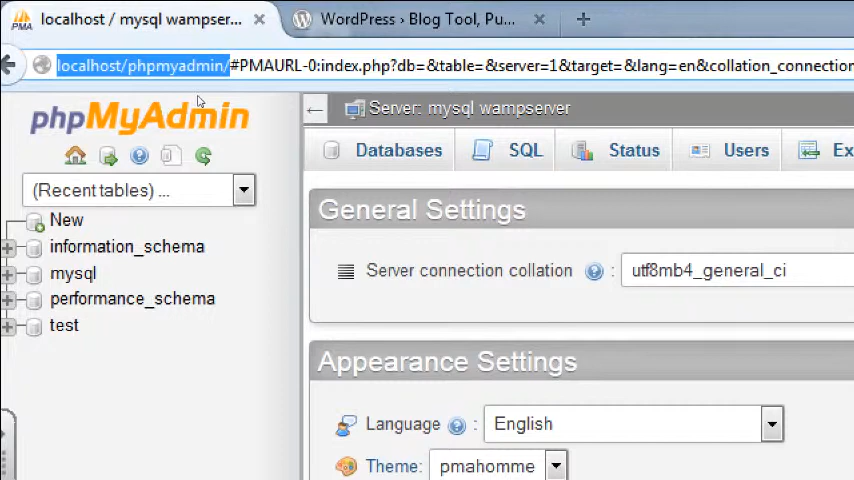 localhost / mysql wampser...
WordPress › Blog Tool, Pu...
localhost/phpmyadmin/#PMAURL-0:index.php?db=&table=&server=1&target=&lang=en&collation_connection
phpMyAdmin
(Recent tables) ...
New
information_schema
mysql
performance_schema
test
Server: mysql wampserver
Databases SQL Status Users Ex
General Settings
Server connection collation : utf8mb4_general_ci
Appearance Settings
Language : English
Theme: pmahomme